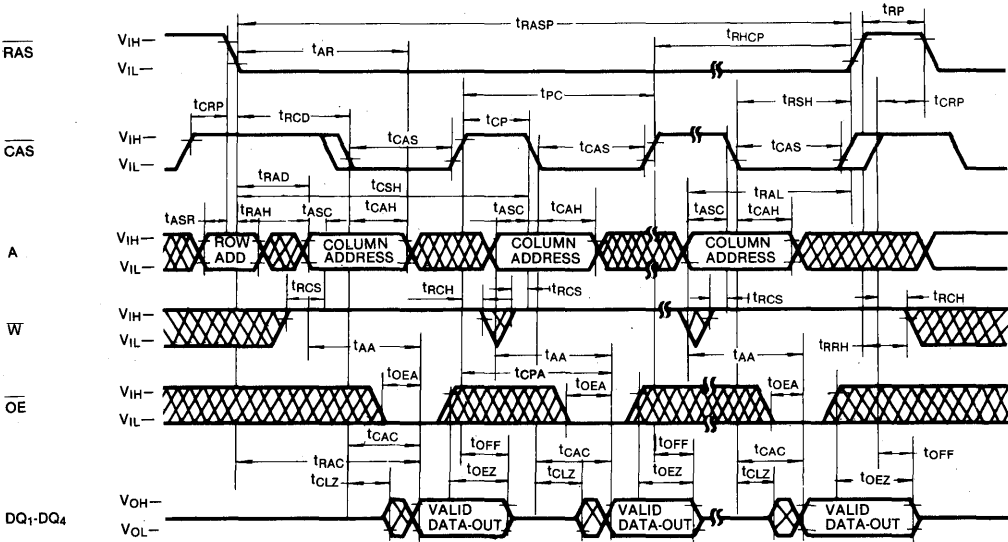 tRASP
tRP
RAS
VIH
tAR
tRHCP
VIL
tPC
tRSH
tCRP
tCRP
tRCD
tCP
VIH
tCAS
tCAS
tCAS
CAS
VIL
tRAD
tCSH
tRAL
tASR
tRAH
tASC
tCAH
tASC
tCAH
tASC
tCAH
A
VIH
ROW ADD
COLUMN ADDRESS
COLUMN ADDRESS
COLUMN ADDRESS
VIL
tRCS
tRCH
tRCS
tRCS
tRCH
W
VIH
VIL
tAA
tAA
tAA
tRRH
tCPA
OE
VIH
tOEA
tOEA
tOEA
VIL
tCAC
tOFF
tCAC
tOFF
tCAC
tOFF
tRAC
tCLZ
tOEZ
tCLZ
tOEZ
tCLZ
tOEZ
DQ1-DQ4
VOH
VALID DATA-OUT
VALID DATA-OUT
VALID DATA-OUT
VOL